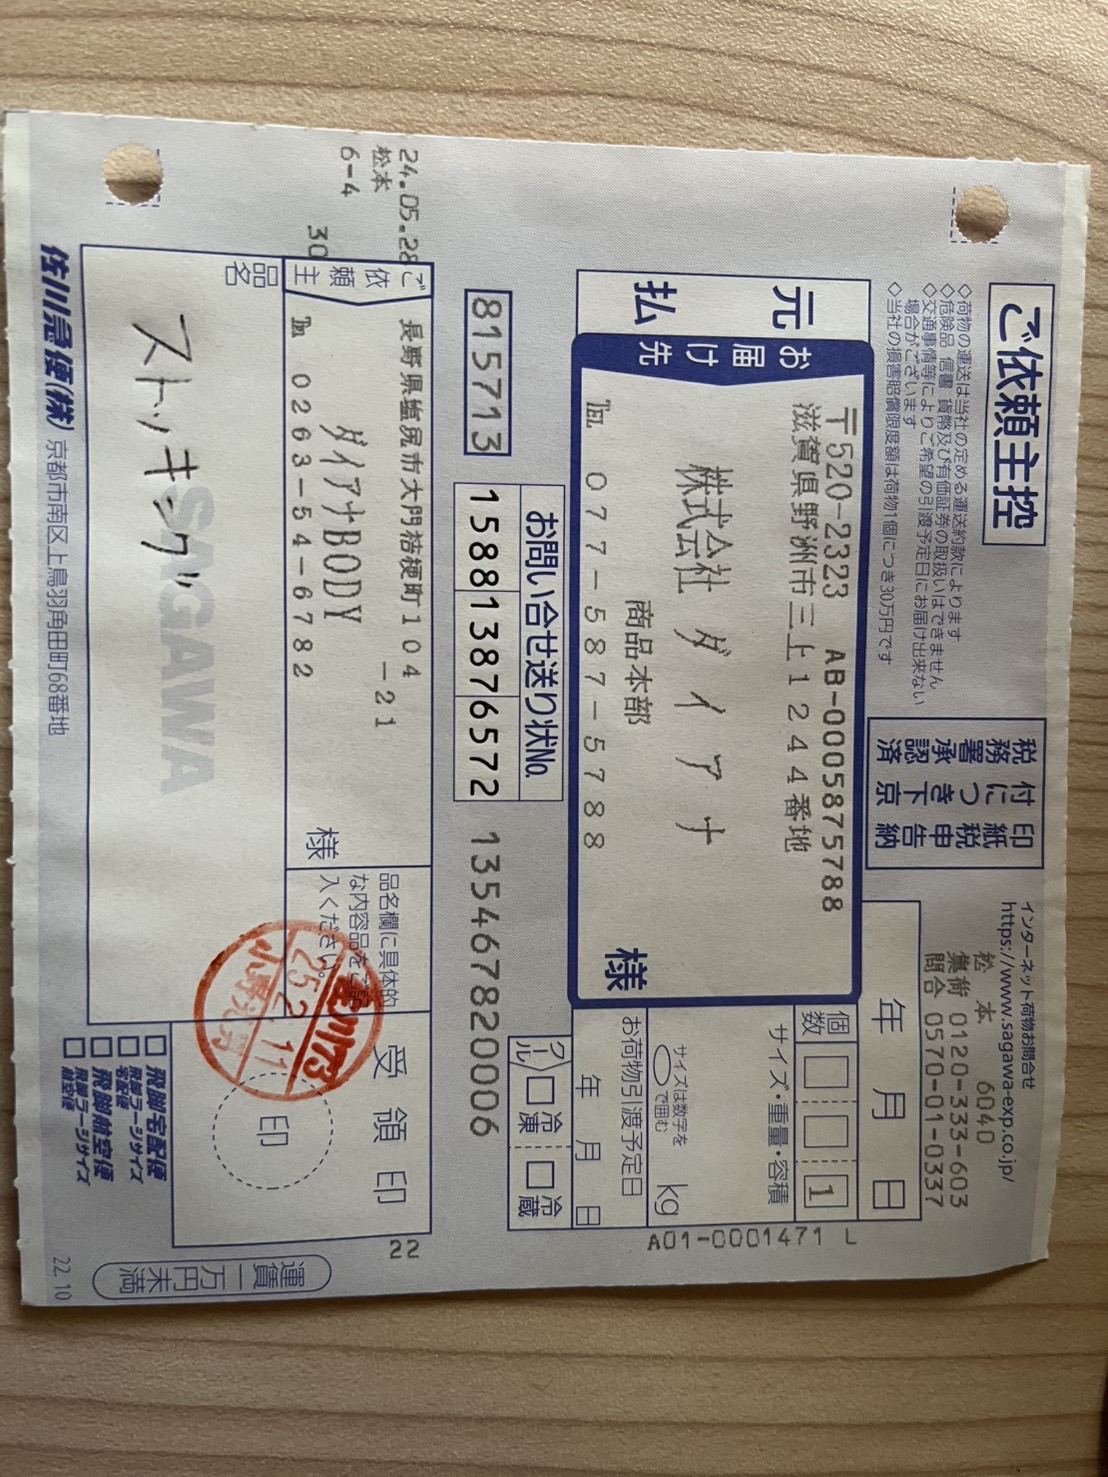 ご依頼主控
◇荷物の運送は当社の定める運送約款によります
◇危険品 信書 貨幣及び有価証券の取扱いはできません
◇交通事情等によりご希望の引渡予定日にお届け出来ない
場合がございます
◇当社の損害賠償限度額は荷物1個につき30万円です
印紙税申告納
付につき下京
税務署承認済
インターネット荷物お問合せ
https://www.sagawa-exp.co.jp/
松 本 6040
集荷 0120-333-603
問合 0570-01-0337
元払
お届け先
〒520-2323 AB-0005875788
滋賀県野洲市三上1244番地
株式会社 ダイアナ
商品本部
様
℡ 077-587-5788
年 月 日
個数
1
サイズ・重量・容積
サイズは数字を
で囲む
kg
お荷物引渡予定日
年 月 日
クール
冷凍
冷蔵
A01-0001471 L
815713
お問い合せ送り状No.
158813876572
135467820006
24.05.28
松本
6-4
30
ご依頼主
長野県塩尻市大門桔梗町104
-21
ダイアナBODY
様
℡ 0263-54-6782
品名
品名欄に具体的
な内容品をご記
入ください。
ストッキング
SAGAWA
受領印
印
25.2.11
22
飛脚宅配便
飛脚ラージサイズ
宅配便
飛脚航空便
飛脚ラージサイズ
航空便
運賃一万円未満
佐川急便(株) 京都市南区上鳥羽角田町68番地
22.10